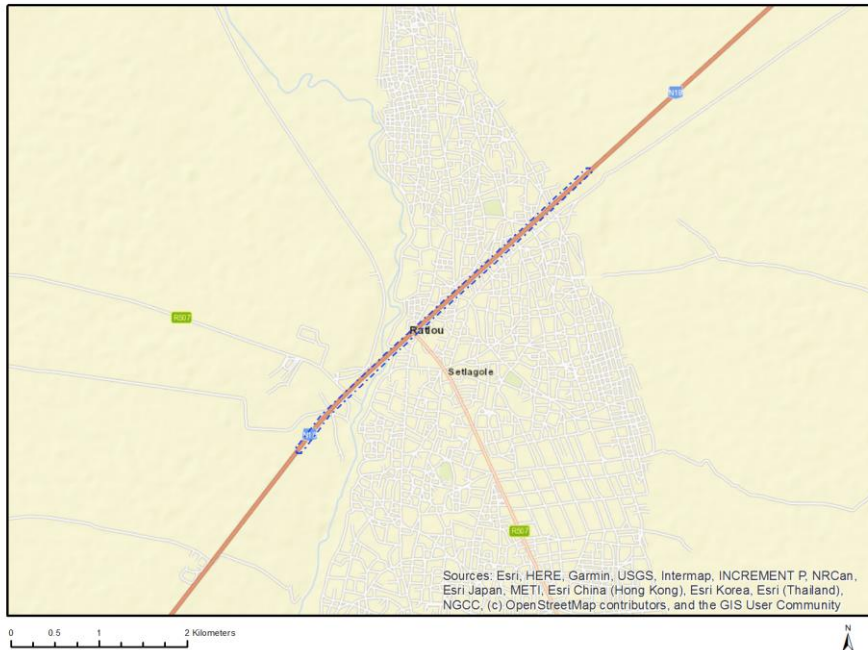 N18
R507
Ratlou
Setlagole
N18
R507
Sources: Esri, HERE, Garmin, USGS, Intermap, INCREMENT P, NRCan,
Esri Japan, METI, Esri China (Hong Kong), Esri Korea, Esri (Thailand),
NGCC, (c) OpenStreetMap contributors, and the GIS User Community
0 0.5 1 2 Kilometers
N